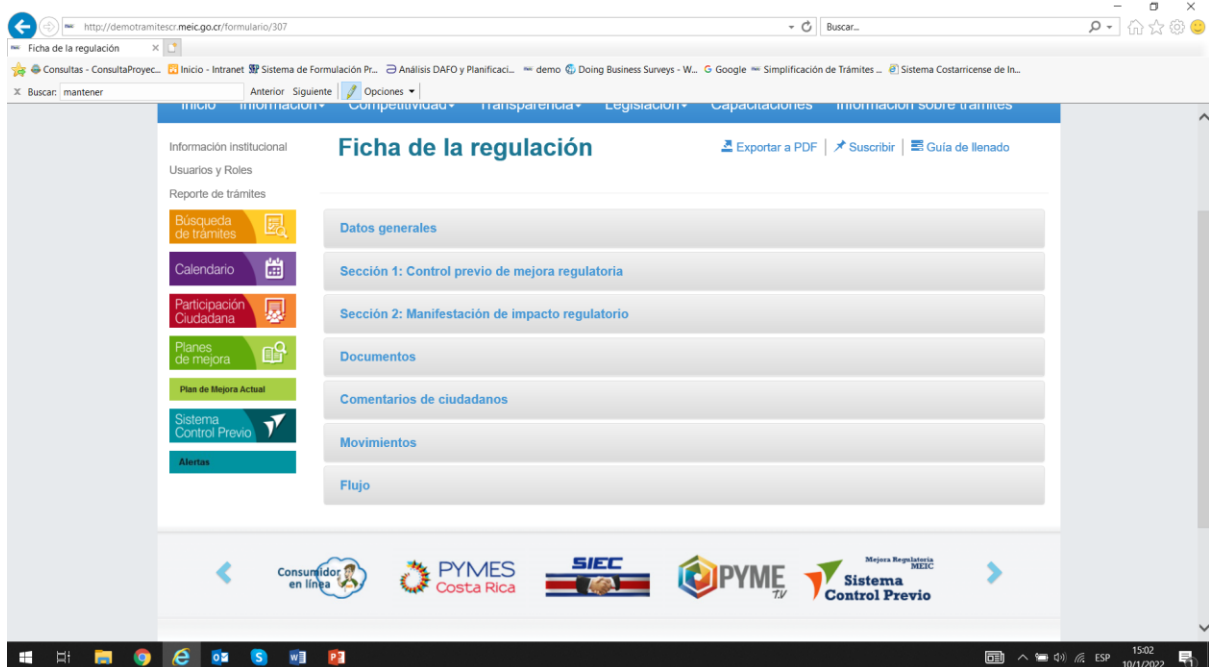 http://demotramitescr.meic.go.cr/formulario/307
Buscar...
Ficha de la regulación
Consultas - ConsultaProyec...
Inicio - Intranet
Sistema de Formulación Pr...
Análisis DAFO y Planificaci...
demo
Doing Business Surveys - W...
Google
Simplificación de Trámites ...
Sistema Costarricense de In...
X Buscar: mantener
Anterior Siguiente
Opciones
Inicio Información Competitividad Transparencia Legislación Capacitaciones Información sobre trámites
Información institucional
Usuarios y Roles
Reporte de trámites
Búsqueda
de trámites
Calendario
Participación
Ciudadana
Planes
de mejora
Plan de Mejora Actual
Sistema
Control Previo
Alertas
Ficha de la regulación
Exportar a PDF | Suscribir | Guía de llenado
Datos generales
Sección 1: Control previo de mejora regulatoria
Sección 2: Manifestación de impacto regulatorio
Documentos
Comentarios de ciudadanos
Movimientos
Flujo
Consumidor
en línea
PYMES
Costa Rica
SIEC
PYME
TV
Mejora Regulatoria
MEIC
Sistema
Control Previo
ESP
15:02
10/1/2022